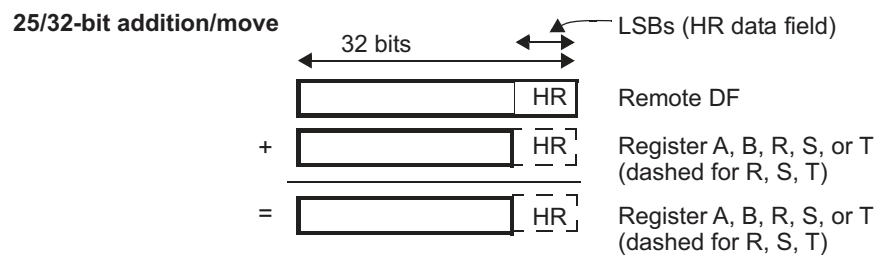 25/32-bit addition/move
LSBs (HR data field)
32 bits
HR Remote DF
+ HR Register A, B, R, S, or T
(dashed for R, S, T)
= HR Register A, B, R, S, or T
(dashed for R, S, T)